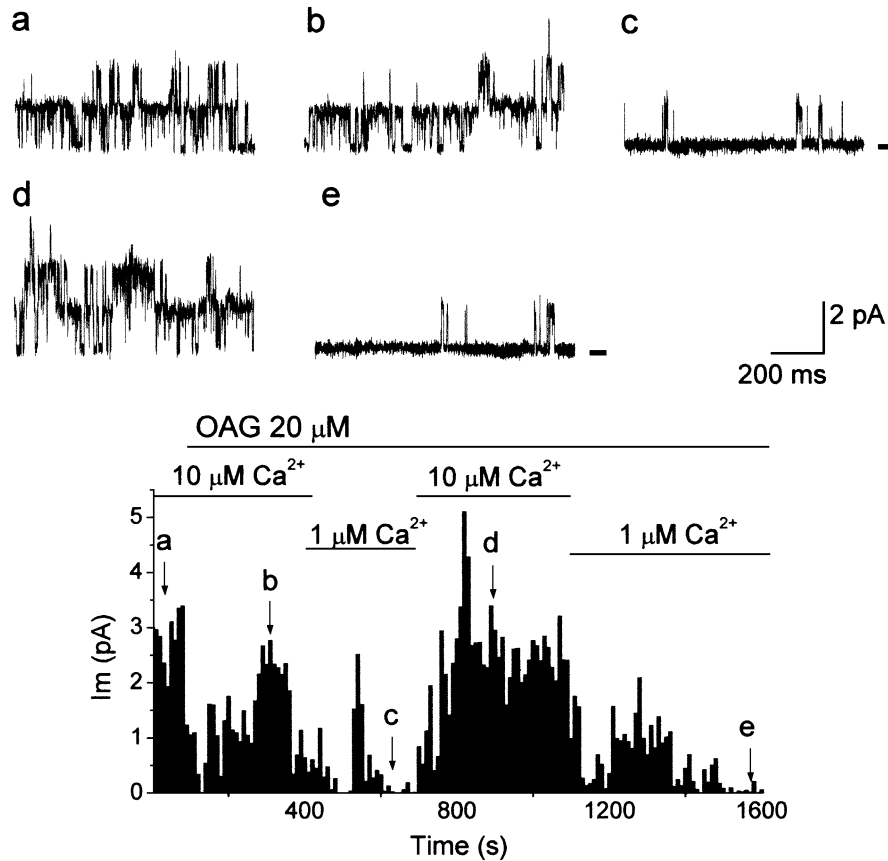 a
b
c
d
e
2 pA
200 ms
OAG 20 μM
10 μM Ca²⁺
10 μM Ca²⁺
1 μM Ca²⁺
1 μM Ca²⁺
a
b
c
d
e
5
4
3
2
1
0
Im (pA)
400
800
1200
1600
Time (s)